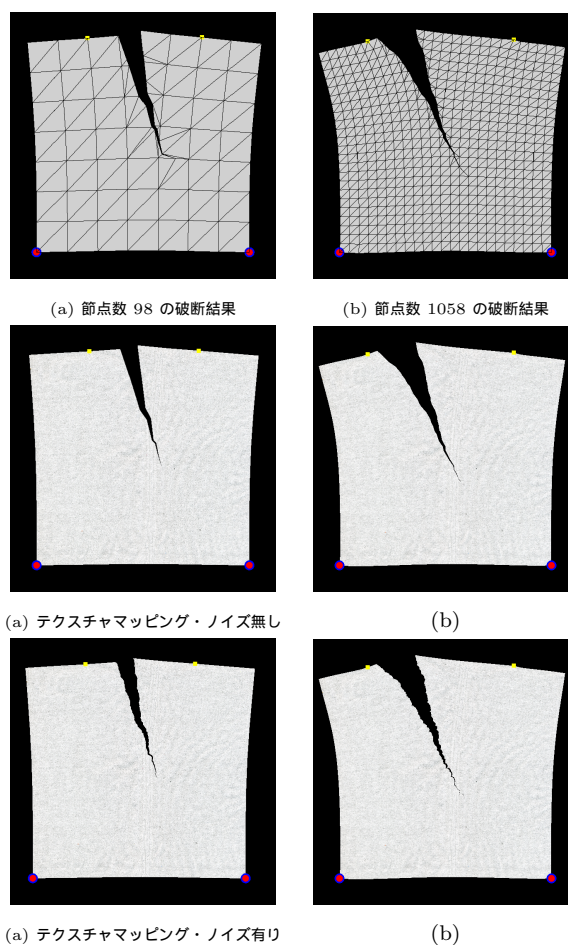 (a) 節点数 98 の破断結果
(b) 節点数 1058 の破断結果
(a) テクスチャマッピング・ノイズ無し
(b)
(a) テクスチャマッピング・ノイズ有り
(b)